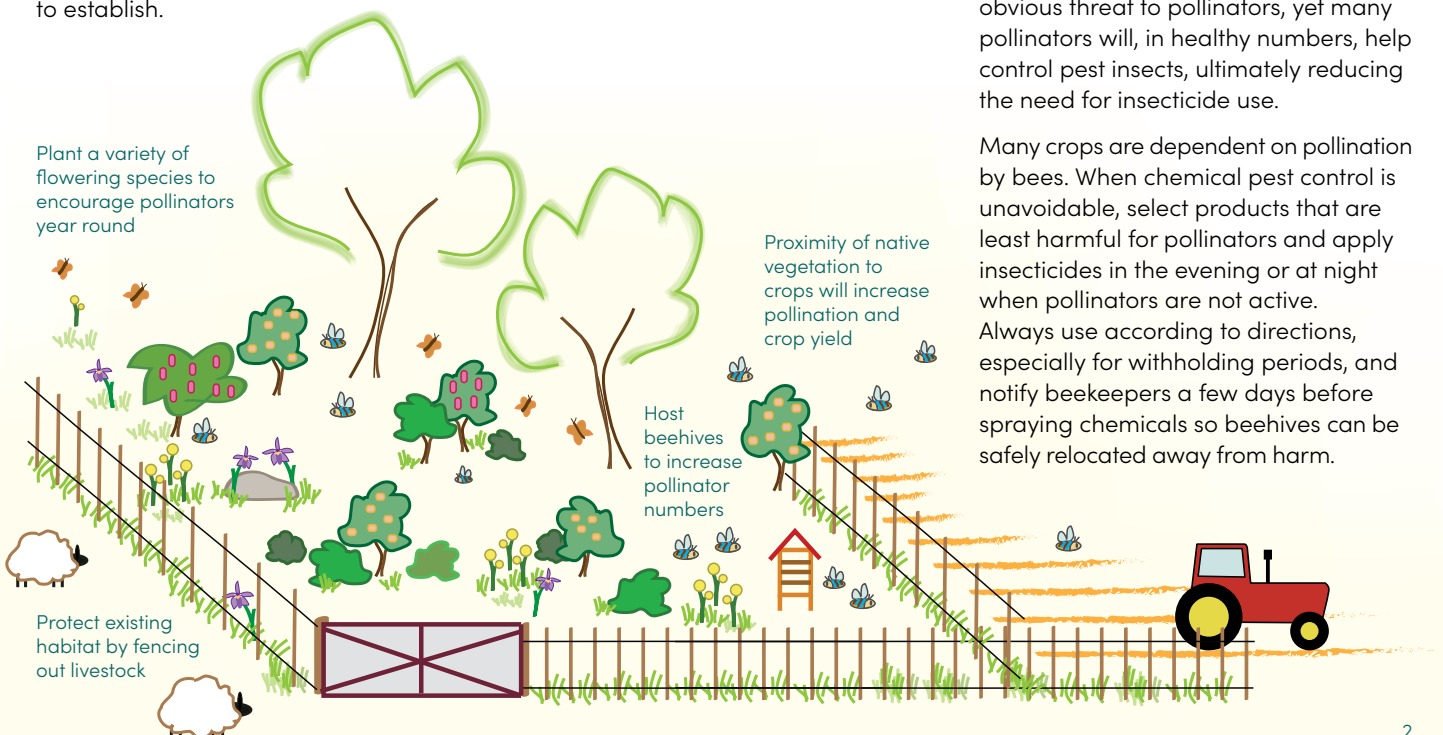 to establish.
Plant a variety of
flowering species to
encourage pollinators
year round
Proximity of native
vegetation to
crops will increase
pollination and
crop yield
Host
beehives
to increase
pollinator
numbers
Protect existing
habitat by fencing
out livestock
obvious threat to pollinators, yet many
pollinators will, in healthy numbers, help
control pest insects, ultimately reducing
the need for insecticide use.
Many crops are dependent on pollination
by bees. When chemical pest control is
unavoidable, select products that are
least harmful for pollinators and apply
insecticides in the evening or at night
when pollinators are not active.
Always use according to directions,
especially for withholding periods, and
notify beekeepers a few days before
spraying chemicals so beehives can be
safely relocated away from harm.
2